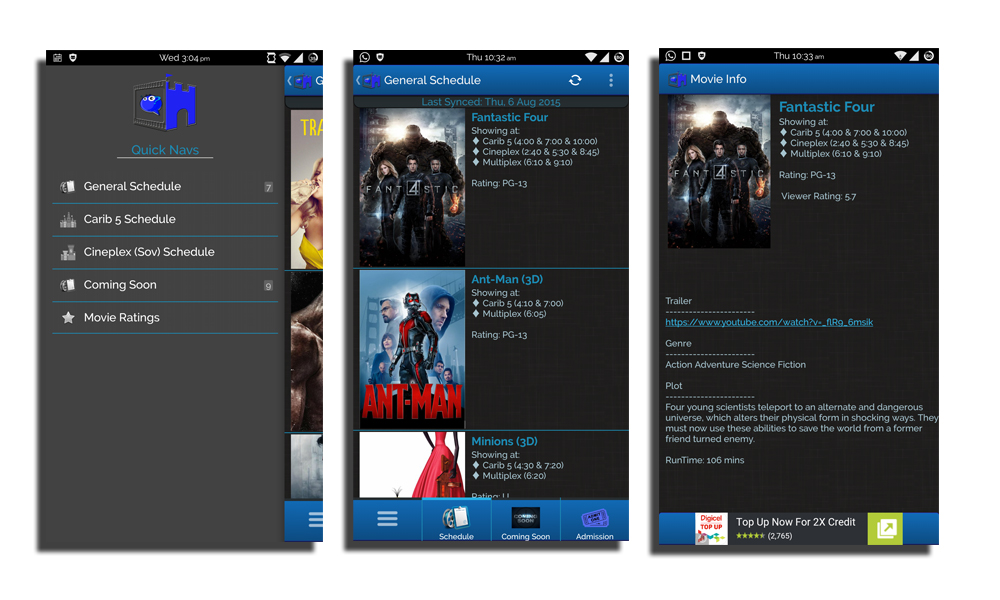 Wed 3:04 pm
Quick Navs
General Schedule 7
Carib 5 Schedule
Cineplex (Sov) Schedule
Coming Soon 9
Movie Ratings
G
TRA
Thu 10:32 am
General Schedule
Last Synced: Thu, 6 Aug 2015
FANT4STIC
Fantastic Four
Showing at:
♦ Carib 5 (4:00 & 7:00 & 10:00)
♦ Cineplex (2:40 & 5:30 & 8:45)
♦ Multiplex (6:10 & 9:10)
Rating: PG-13
ANT-MAN
Ant-Man (3D)
Showing at:
♦ Carib 5 (4:10 & 7:00)
♦ Multiplex (6:05)
Rating: PG-13
Minions (3D)
Showing at:
♦ Carib 5 (4:30 & 7:20)
♦ Multiplex (6:20)
Rating: U
COMING SOON
ADMIT ONE
Schedule
Coming Soon
Admission
Thu 10:33 am
Movie Info
FANT4STIC
Fantastic Four
Showing at:
♦ Carib 5 (4:00 & 7:00 & 10:00)
♦ Cineplex (2:40 & 5:30 & 8:45)
♦ Multiplex (6:10 & 9:10)
Rating: PG-13
Viewer Rating: 5.7
Trailer
-----------------------
https://www.youtube.com/watch?v=_flR9_6msik
Genre
-----------------------
Action Adventure Science Fiction
Plot
-----------------------
Four young scientists teleport to an alternate and dangerous
universe, which alters their physical form in shocking ways. They
must now use these abilities to save the world from a former
friend turned enemy.
RunTime: 106 mins
Digicel
TOP UP
Top Up Now For 2X Credit
(2,765)